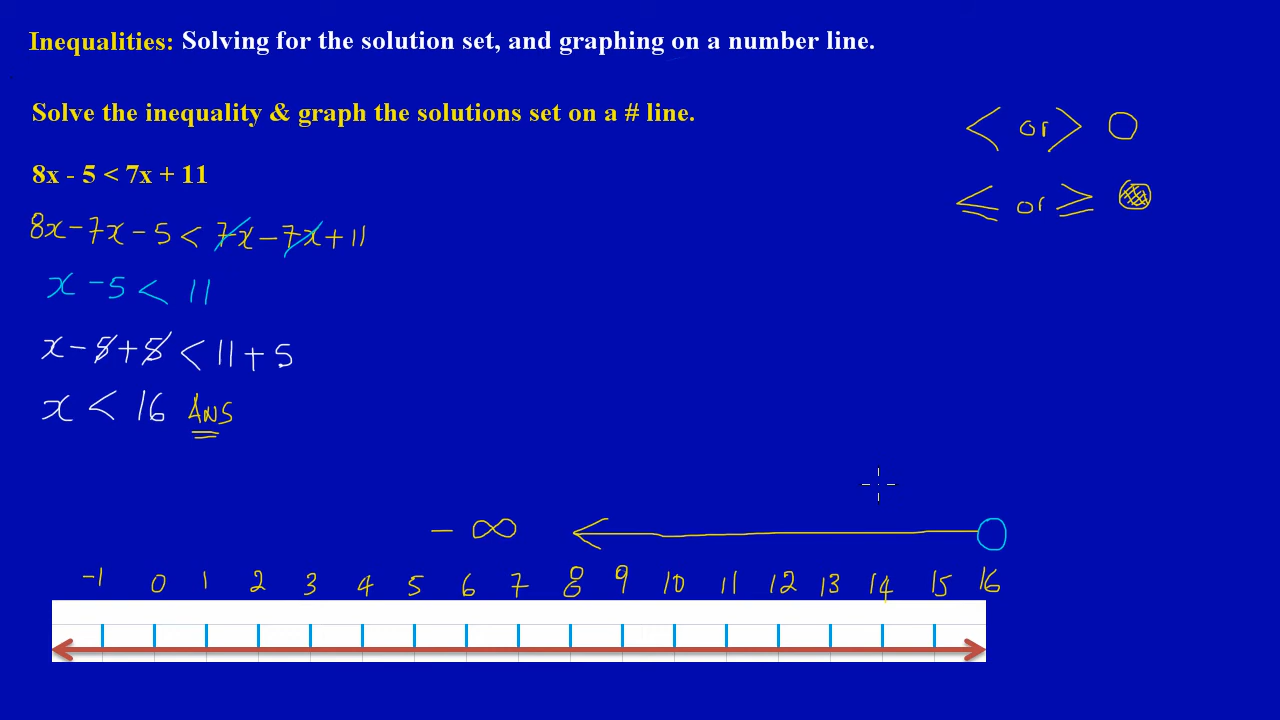 Inequalities: Solving for the solution set, and graphing on a number line.
Solve the inequality & graph the solutions set on a # line.
< or > ○
8x - 5 < 7x + 11
≤ or ≥
8x - 7x - 5 < 7x - 7x + 11
x - 5 < 11
x - 5 + 5 < 11 + 5
x < 16 Ans
- ∞
-1 0 1 2 3 4 5 6 7 8 9 10 11 12 13 14 15 16